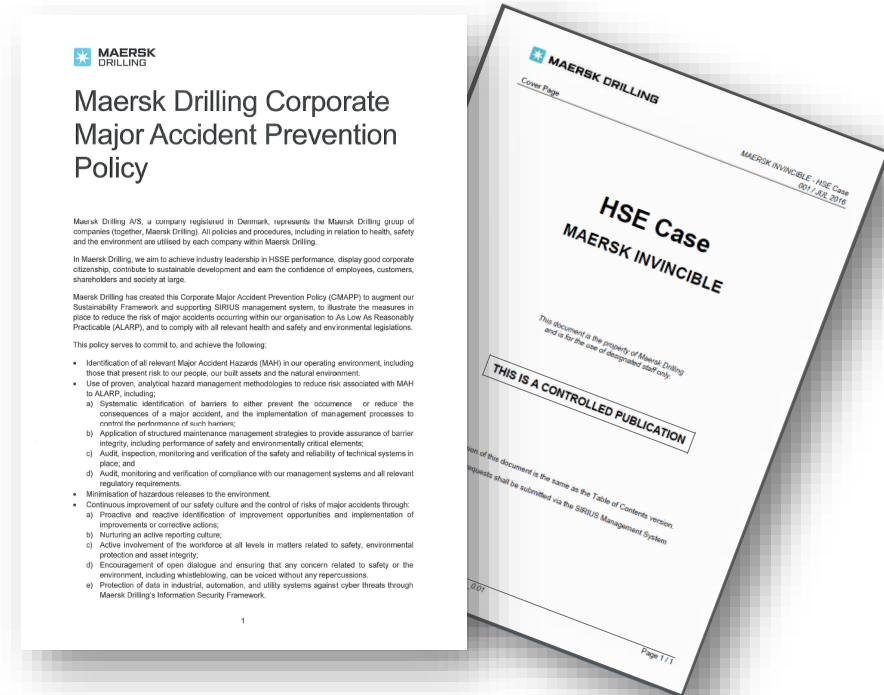 MAERSK
DRILLING
Maersk Drilling Corporate
Major Accident Prevention
Policy
Maersk Drilling A/S, a company registered in Denmark, represents the Maersk Drilling group of
companies (together, Maersk Drilling). All policies and procedures, including in relation to health, safety
and the environment are utilised by each company within Maersk Drilling.
In Maersk Drilling, we aim to achieve industry leadership in HSSE performance, display good corporate
citizenship, contribute to sustainable development and earn the confidence of employees, customers,
shareholders and society at large.
Maersk Drilling has created this Corporate Major Accident Prevention Policy (CMAPP) to augment our
Sustainability Framework and supporting SIRIUS management system, to illustrate the measures in
place to reduce the risk of major accidents occurring within our organisation to As Low As Reasonably
Practicable (ALARP), and to comply with all relevant health and safety and environmental legislations.
This policy serves to commit to, and achieve the following:
• Identification of all relevant Major Accident Hazards (MAH) in our operating environment, including
those that present risk to our people, our built assets and the natural environment.
• Use of proven, analytical hazard management methodologies to reduce risk associated with MAH
to ALARP, including;
a) Systematic identification of barriers to either prevent the occurrence or reduce the
consequences of a major accident, and the implementation of management processes to
control the performance of such barriers;
b) Application of structured maintenance management strategies to provide assurance of barrier
integrity, including performance of safety and environmentally critical elements;
c) Audit, inspection, monitoring and verification of the safety and reliability of technical systems in
place; and
d) Audit, monitoring and verification of compliance with our management systems and all relevant
regulatory requirements.
• Minimisation of hazardous releases to the environment.
• Continuous improvement of our safety culture and the control of risks of major accidents through:
a) Proactive and reactive identification of improvement opportunities and implementation of
improvements or corrective actions;
b) Nurturing an active reporting culture;
c) Active involvement of the workforce at all levels in matters related to safety, environmental
protection and asset integrity;
d) Encouragement of open dialogue and ensuring that any concern related to safety or the
environment, including whistleblowing, can be voiced without any repercussions.
e) Protection of data in industrial, automation, and utility systems against cyber threats through
Maersk Drilling's Information Security Framework.
1
MAERSK DRILLING
Cover Page
MAERSK INVINCIBLE - HSE Case
001 / JUL 2016
HSE Case
MAERSK INVINCIBLE
This document is the property of Maersk Drilling
and is for the use of designated staff only.
THIS IS A CONTROLLED PUBLICATION
of this document is the same as the Table of Contents version.
requests shall be submitted via the SIRIUS Management System
0.01
Page 1 / 1